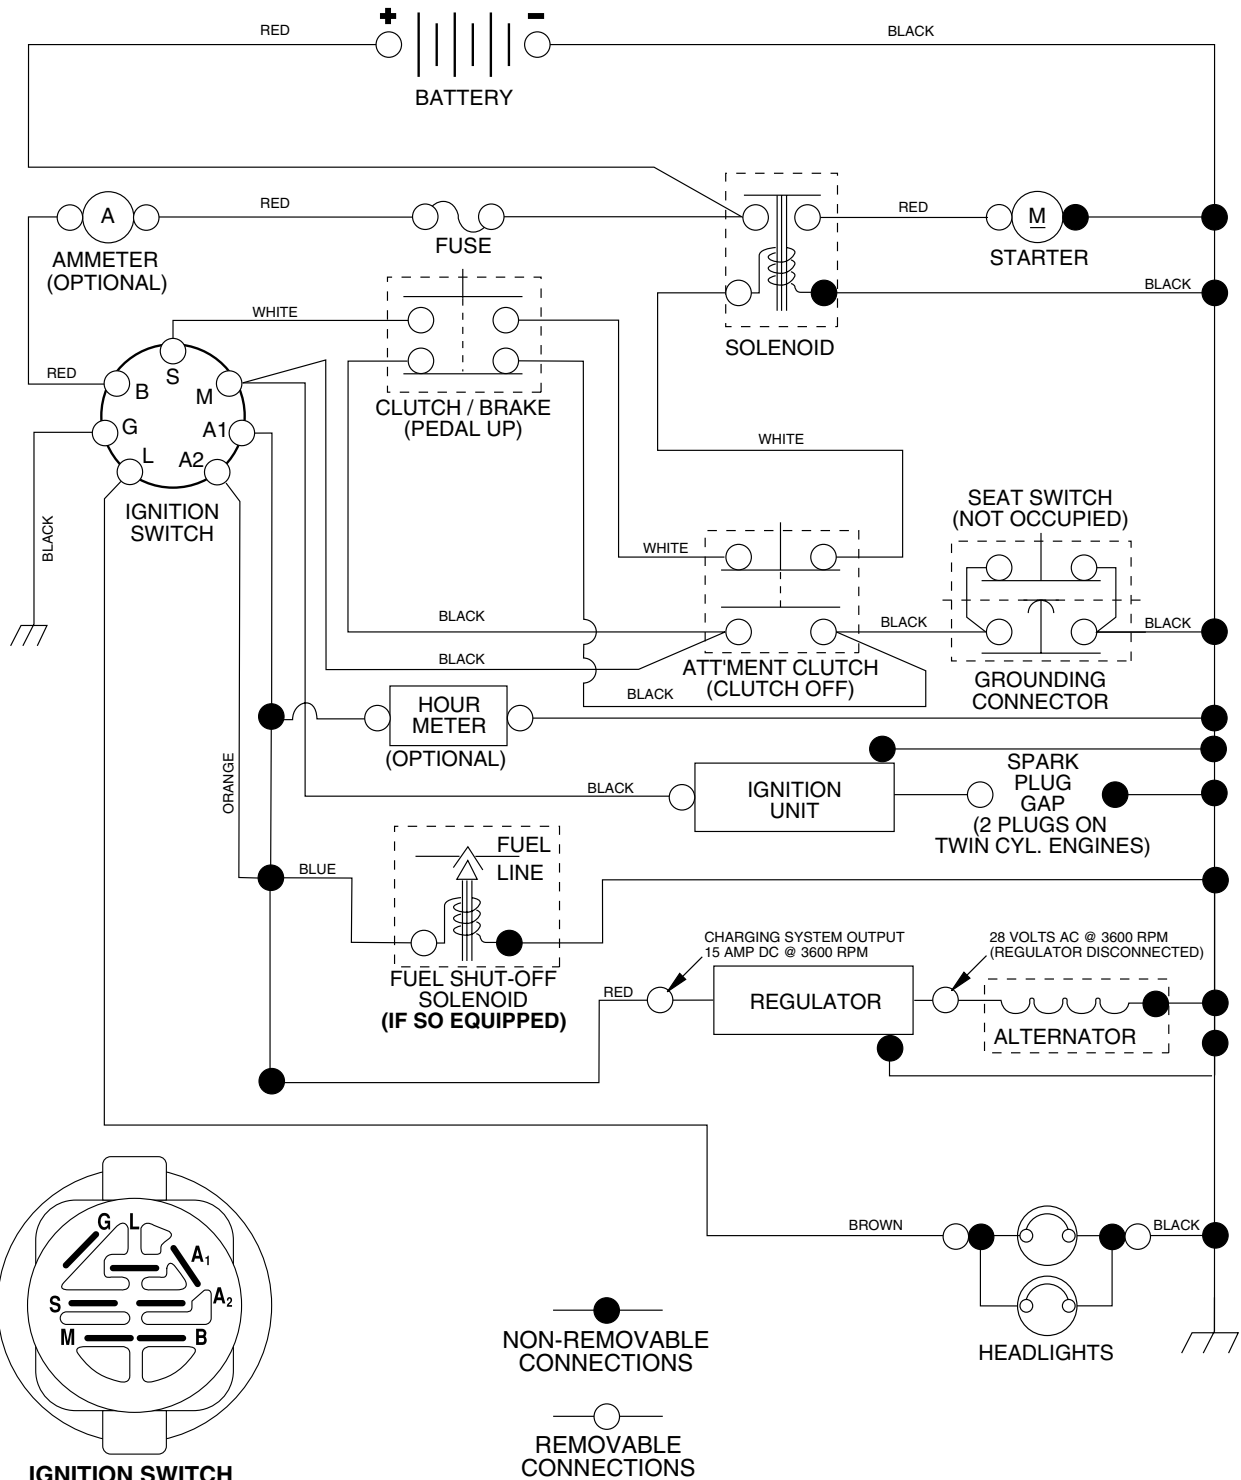 + −
RED
BLACK
BATTERY
A
RED
AMMETER
(OPTIONAL)
FUSE
RED
M
STARTER
BLACK
SOLENOID
WHITE
CLUTCH / BRAKE
(PEDAL UP)
RED
S
B
M
G
A1
L
A2
IGNITION
SWITCH
BLACK
WHITE
WHITE
SEAT SWITCH
(NOT OCCUPIED)
BLACK
BLACK
BLACK
BLACK
BLACK
ATT'MENT CLUTCH
(CLUTCH OFF)
GROUNDING
CONNECTOR
HOUR
METER
(OPTIONAL)
ORANGE
BLACK
IGNITION
UNIT
SPARK
PLUG
GAP
(2 PLUGS ON
TWIN CYL. ENGINES)
BLUE
FUEL
LINE
FUEL SHUT-OFF
SOLENOID
(IF SO EQUIPPED)
CHARGING SYSTEM OUTPUT
15 AMP DC @ 3600 RPM
28 VOLTS AC @ 3600 RPM
(REGULATOR DISCONNECTED)
RED
REGULATOR
ALTERNATOR
BROWN
BLACK
HEADLIGHTS
G L
A1
S
A2
M
B
IGNITION SWITCH
NON-REMOVABLE
CONNECTIONS
REMOVABLE
CONNECTIONS